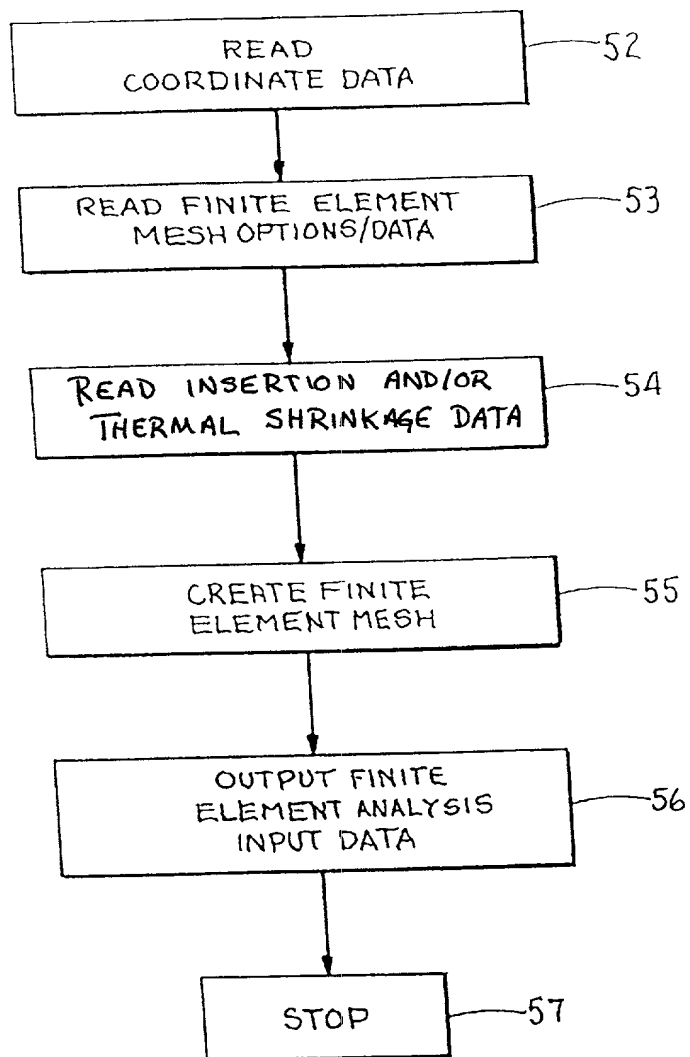 READ
COORDINATE DATA
52
READ FINITE ELEMENT
MESH OPTIONS/DATA
53
READ INSERTION AND/OR
THERMAL SHRINKAGE DATA
54
CREATE FINITE
ELEMENT MESH
55
OUTPUT FINITE
ELEMENT ANALYSIS
INPUT DATA
56
STOP
57